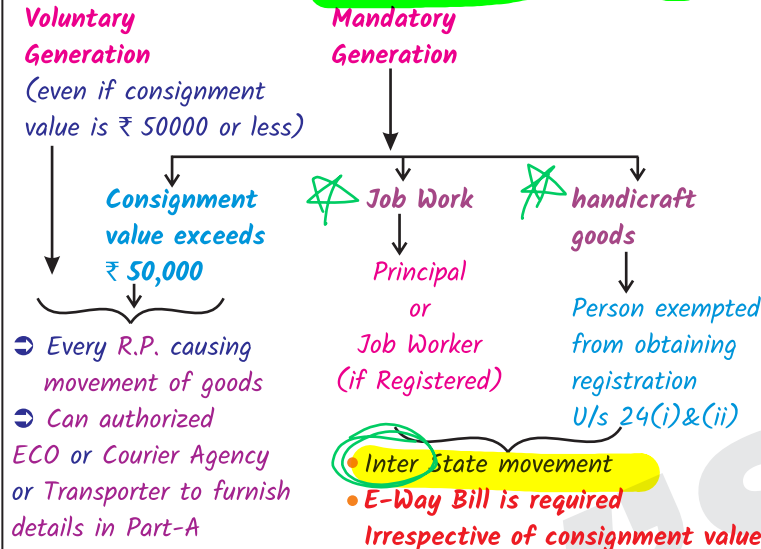 Voluntary
Generation
(even if consignment
value is ₹ 50000 or less)
Mandatory
Generation
Consignment
value exceeds
₹ 50,000
Job Work
handicraft
goods
Principal
or
Job Worker
(if Registered)
Person exempted
from obtaining
registration
U/s 24(i)&(ii)
➲ Every R.P. causing
movement of goods
➲ Can authorized
ECO or Courier Agency
or Transporter to furnish
details in Part-A
• Inter State movement
• E-Way Bill is required
Irrespective of consignment value